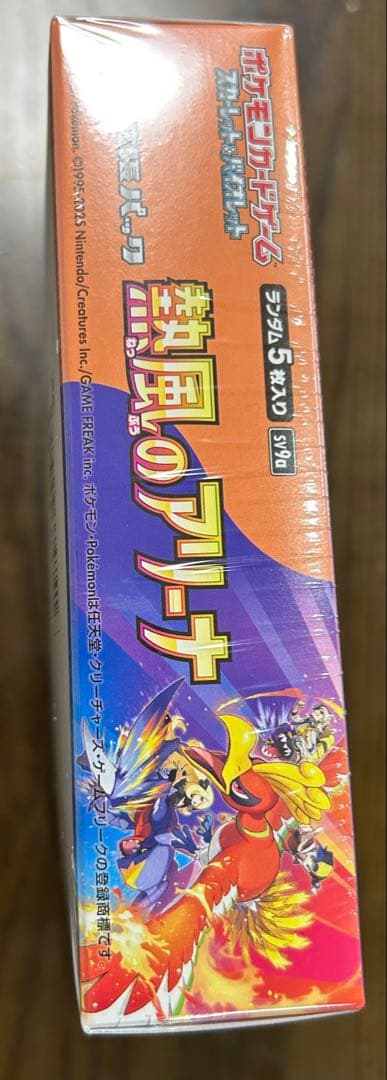 ポケモンカードゲーム
スカーレット&バイオレット
拡張パック
ランダム5枚入り
sv9a
熱風のアリーナ
ねっ
ぷう
Pokémon. ©1995-2025 Nintendo/Creatures Inc./GAME FREAK inc. ポケモン・Pokémonは任天堂・クリーチャーズ・ゲームフリークの登録商標です。